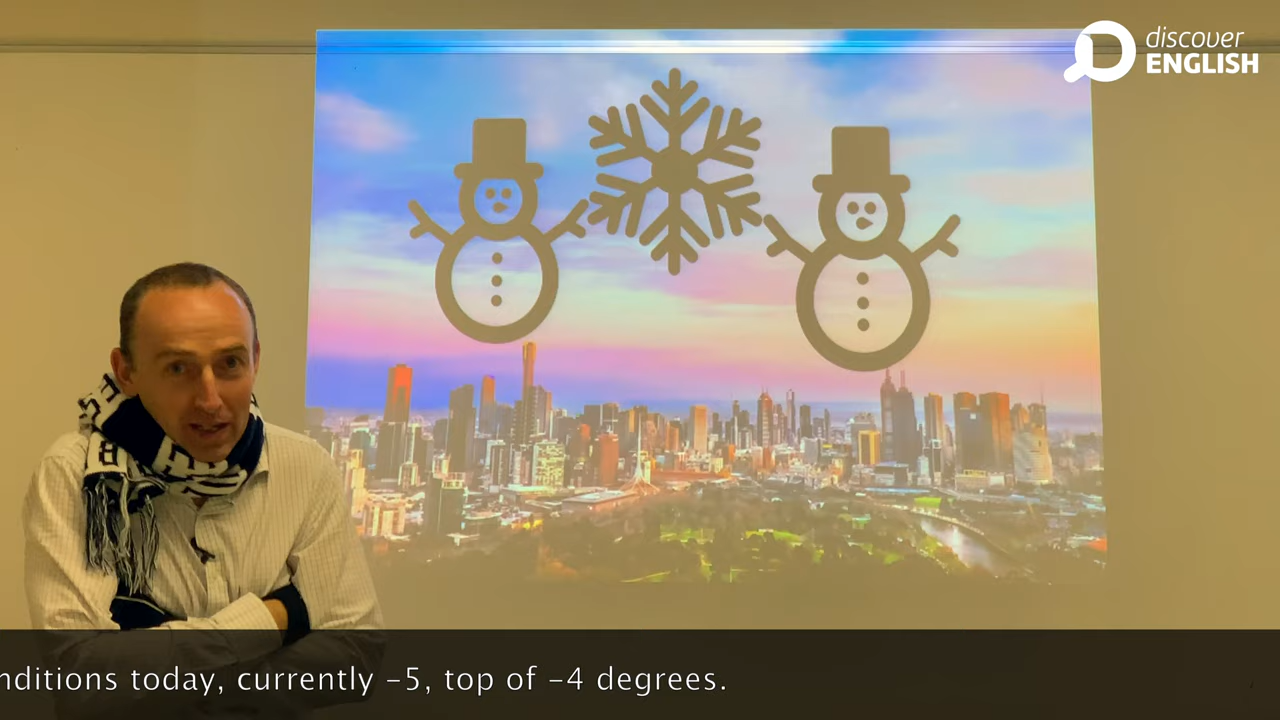 discover
ENGLISH
nditions today, currently –5, top of –4 degrees.